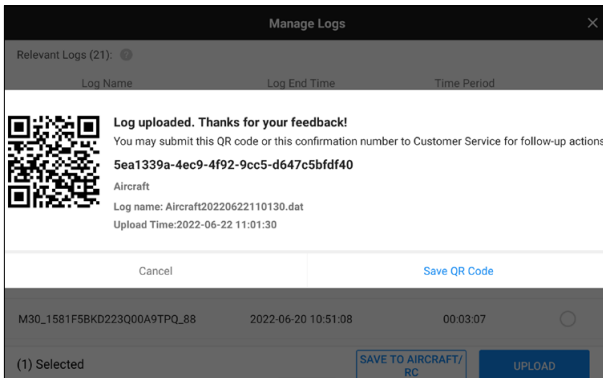 Manage Logs
Relevant Logs (21):
Log Name Log End Time Time Period
Log uploaded. Thanks for your feedback!
You may submit this QR code or this confirmation number to Customer Service for follow-up actions
5ea1339a-4ec9-4f92-9cc5-d647c5bfdf40
Aircraft
Log name: Aircraft20220622110130.dat
Upload Time:2022-06-22 11:01:30
Cancel Save QR Code
M30_1581F5BKD223Q00A9TPQ_88 2022-06-20 10:51:08 00:03:07
(1) Selected
SAVE TO AIRCRAFT/
RC
UPLOAD